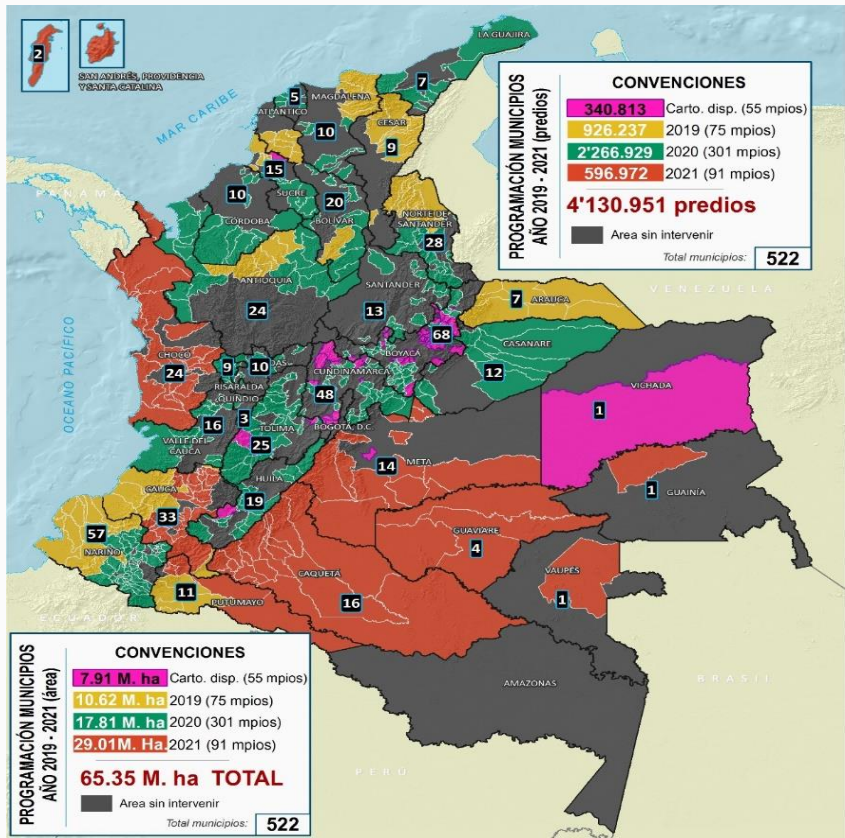 LA GUAJIRA
2
SAN ANDRÉS, PROVIDENCIA
Y SANTA CATALINA
MAR CARIBE
7
5
ATLÁNTICO
MAGDALENA
10
CESAR
9
PROGRAMACIÓN MUNICIPIOS
AÑO 2019 - 2021 (predios)
CONVENCIONES
340.813 Carto. disp. (55 mpios)
926.237 2019 (75 mpios)
2'266.929 2020 (301 mpios)
596.972 2021 (91 mpios)
4'130.951 predios
Area sin intervenir
Total municipios: 522
PANAMÁ
15
10
SUCRE
20
CÓRDOBA
BOLÍVAR
NORTE DE
SANTANDER
28
VENEZUELA
ANTIOQUIA
24
SANTANDER
13
7
ARAUCA
OCEANO PACÍFICO
CHOCO
24
68
BOYACÁ
CASANARE
12
9
10
DAS
RISARALDA
QUINDIO
CUNDINAMARCA
48
VICHADA
1
16
3
TOLIMA
25
BOGOTÁ, D.C.
VALLE DEL
CAUCA
14
META
HUILA
19
GUAINÍA
1
CAUCA
33
57
NARIÑO
GUAVIARE
4
VAUPÉS
1
CAQUETÁ
16
11
PUTUMAYO
ECUADOR
AMAZONAS
BRASIL
PERÚ
PROGRAMACIÓN MUNICIPIOS
AÑO 2019 - 2021 (área)
CONVENCIONES
7.91 M. ha Carto. disp. (55 mpios)
10.62 M. ha 2019 (75 mpios)
17.81 M. ha 2020 (301 mpios)
29.01M. Ha. 2021 (91 mpios)
65.35 M. ha TOTAL
Area sin intervenir
Total municipios: 522